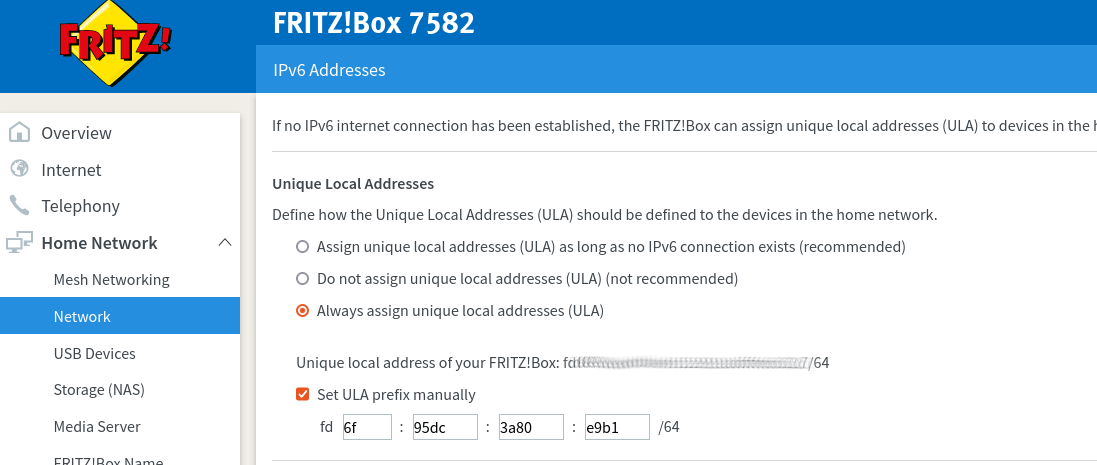 FRITZ!
FRITZ!Box 7582
IPv6 Addresses
Overview
Internet
Telephony
Home Network
Mesh Networking
Network
USB Devices
Storage (NAS)
Media Server
FRITZ!Box Name
If no IPv6 internet connection has been established, the FRITZ!Box can assign unique local addresses (ULA) to devices in the
Unique Local Addresses
Define how the Unique Local Addresses (ULA) should be defined to the devices in the home network.
Assign unique local addresses (ULA) as long as no IPv6 connection exists (recommended)
Do not assign unique local addresses (ULA) (not recommended)
Always assign unique local addresses (ULA)
Unique local address of your FRITZ!Box: fd /64
Set ULA prefix manually
fd 6f : 95dc : 3a80 : e9b1 /64